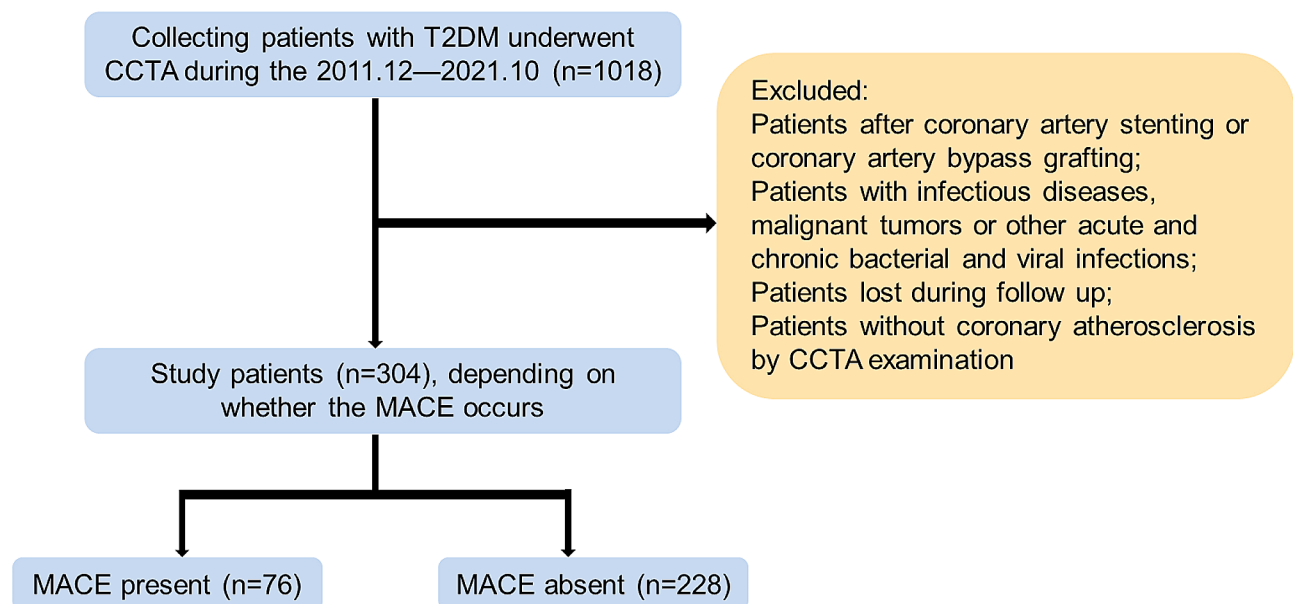 Collecting patients with T2DM underwent
CCTA during the 2011.12—2021.10 (n=1018)
Excluded:
Patients after coronary artery stenting or
coronary artery bypass grafting;
Patients with infectious diseases,
malignant tumors or other acute and
chronic bacterial and viral infections;
Patients lost during follow up;
Patients without coronary atherosclerosis
by CCTA examination
Study patients (n=304), depending on
whether the MACE occurs
MACE present (n=76)
MACE absent (n=228)